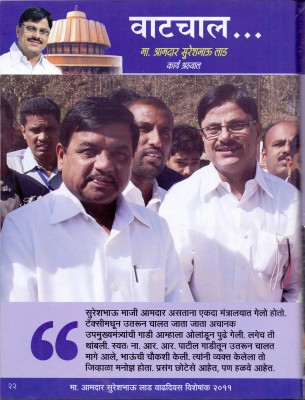 वाटचाल...
मा. आमदार सुरेशभाऊ लाड
कार्य अहवाल
सुरेशभाऊ माजी आमदार असताना एकदा मंत्रालयात गेलो होतो.
टॅक्सीमधून उतरून चालत जाता जाता अचानक
उपमुख्यमंत्र्यांची गाडी आम्हाला ओलांडून पुढे गेली. लगेच ती
थांबली. स्वतः ना. आर. आर. पाटील गाडीतून उतरून चालत
मागे आले, भाऊंची चौकशी केली. त्यांनी व्यक्त केलेला तो
जिव्हाळा मनोज्ञ होता. प्रसंग छोटेसे आहेत, पण हळवे आहेत.
२२
मा. आमदार सुरेशभाऊ लाड वाढदिवस विशेषांक २०११